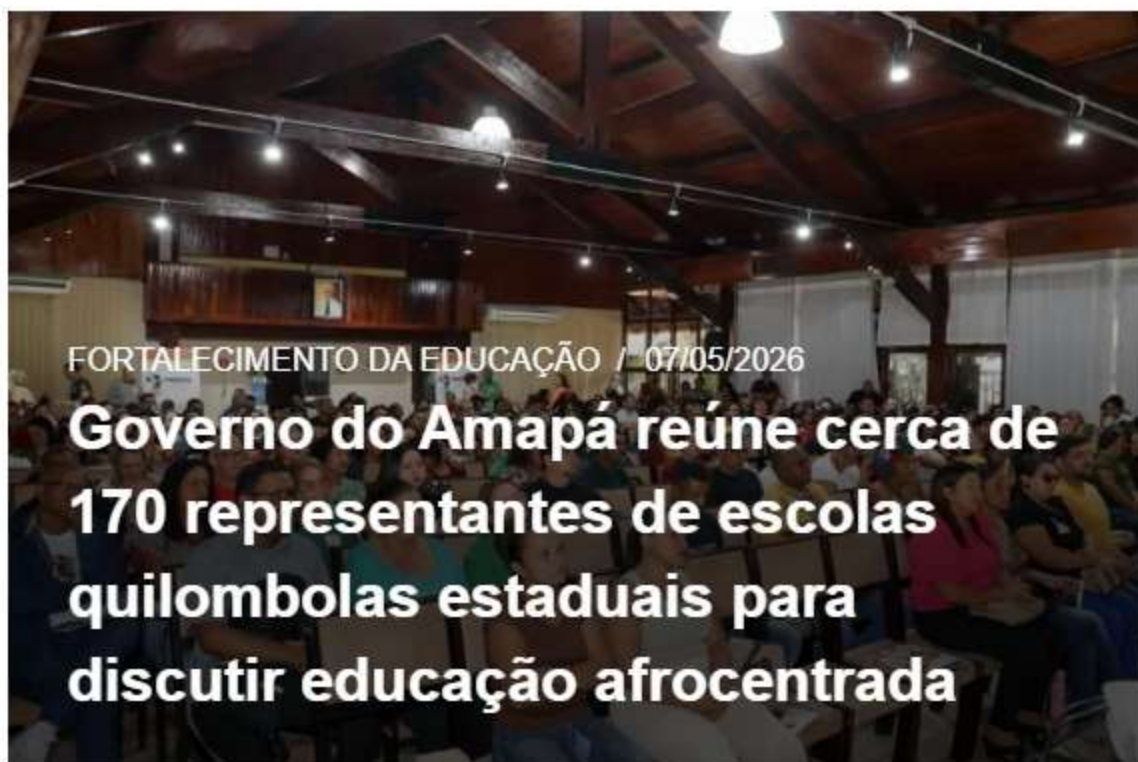 FORTALECIMENTO DA EDUCAÇÃO / 07/05/2026
Governo do Amapá reúne cerca de
170 representantes de escolas
quilombolas estaduais para
discutir educação afrocentrada